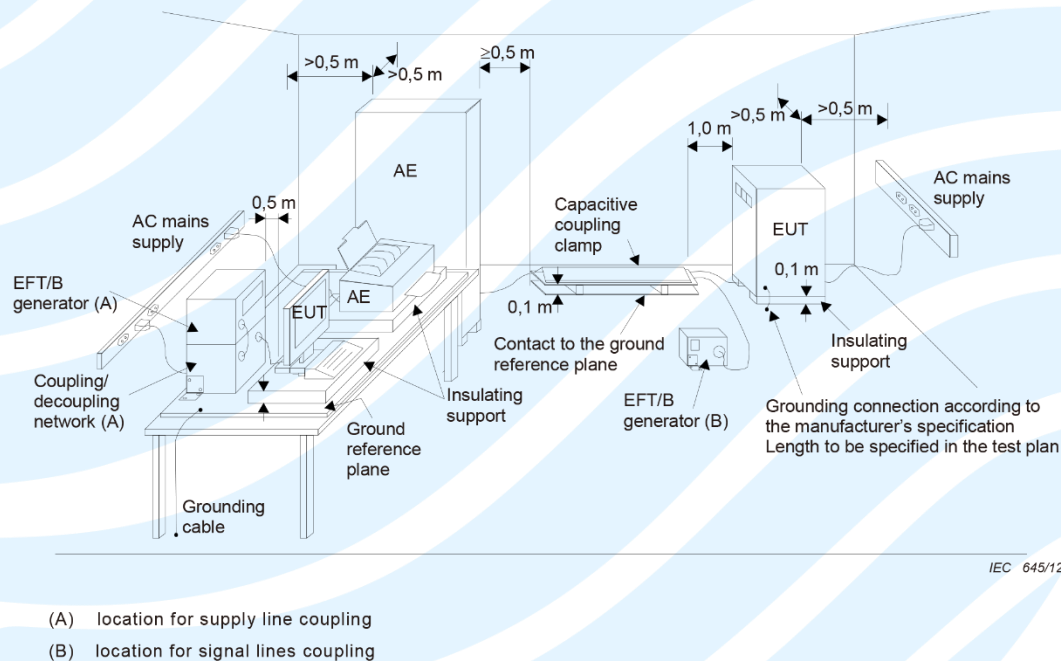 >0,5 m
>0,5 m
≥0,5 m
>0,5 m
>0,5 m
1,0 m
AE
AC mains
supply
0,5 m
Capacitive
coupling
clamp
AC mains
supply
EUT
EFT/B
generator (A)
EUT
AE
0,1 m
0,1 m
Contact to the ground
reference plane
Insulating
support
Coupling/
decoupling
network (A)
Insulating
support
EFT/B
generator (B)
Ground
reference
plane
Grounding connection according to
the manufacturer's specification
Length to be specified in the test plan
Grounding
cable
IEC 645/12
(A) location for supply line coupling
(B) location for signal lines coupling